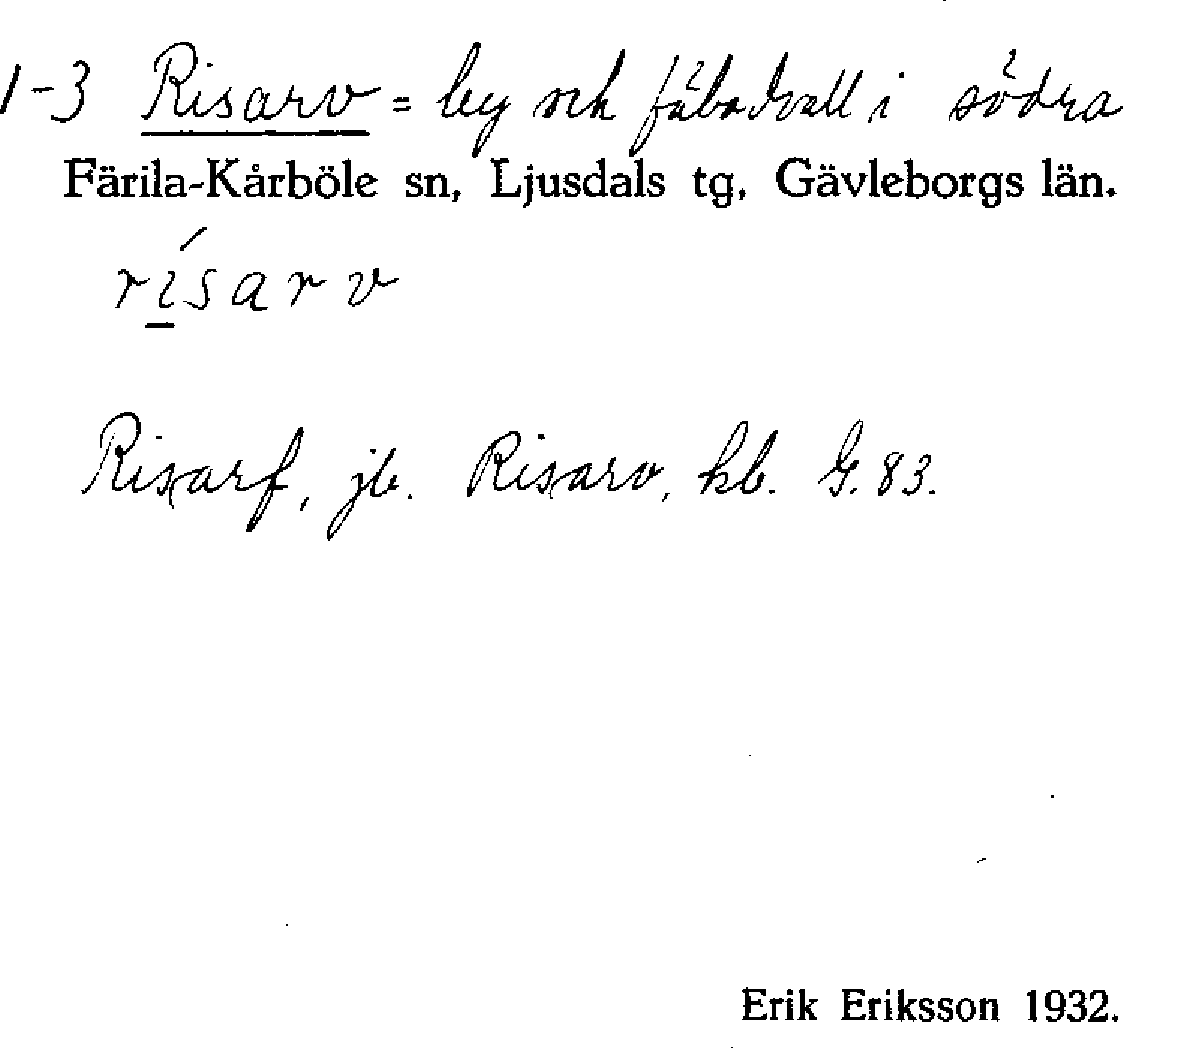 1-3 Risarv = by och fäbodvall i södra
Färila-Kårböle sn, Ljusdals tg, Gävleborgs län.
rísarv
Risarf, jb. Risarv, kb. G. 83.
Erik Eriksson 1932.